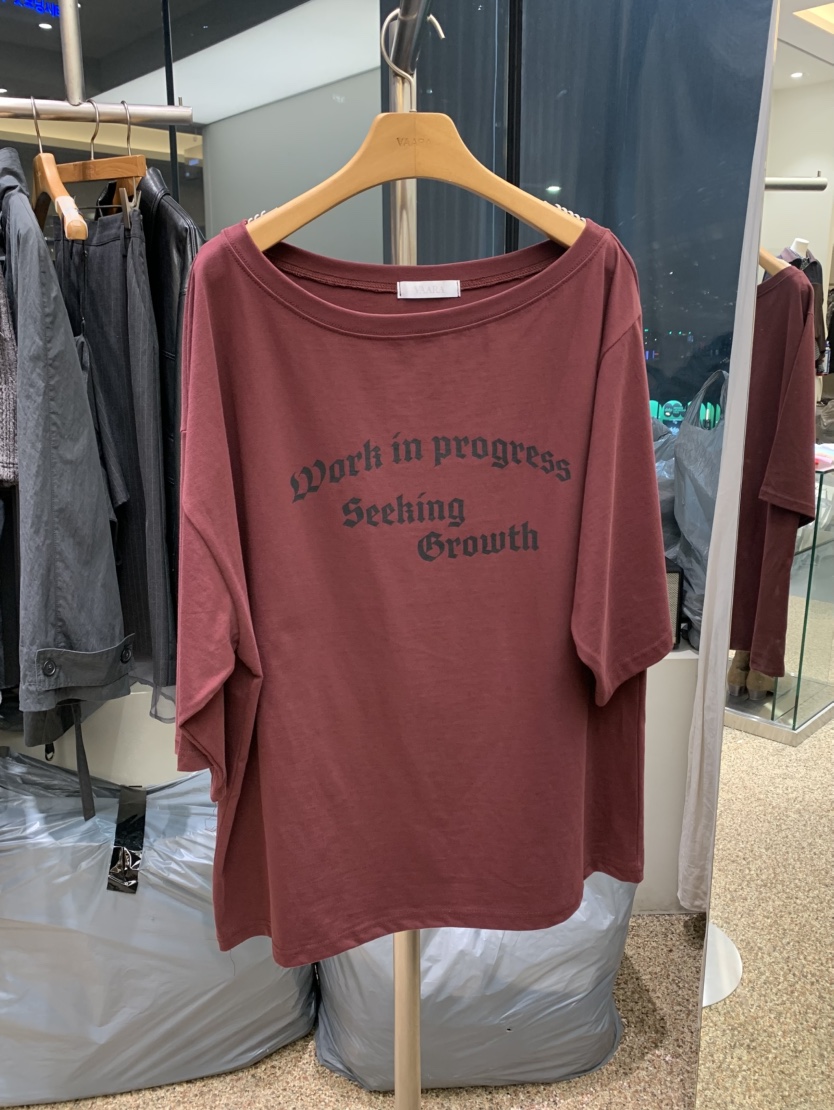 Work in progress
Seeking
Growth